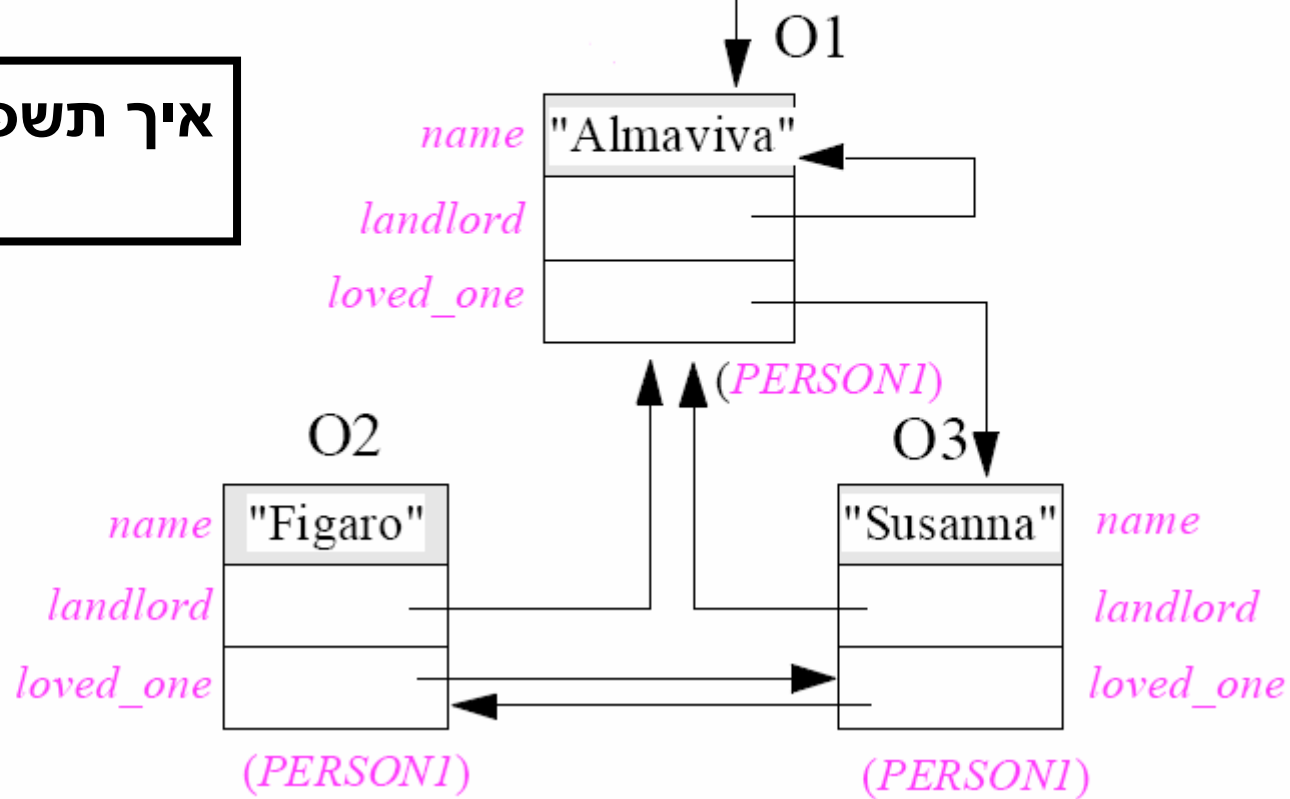 O1
איך
name "Almaviva"
landlord
loved_one
(PERSON1)
O2
O3
name "Figaro"
"Susanna" name
landlord
landlord
loved_one
loved_one
(PERSON1)
(PERSON1)